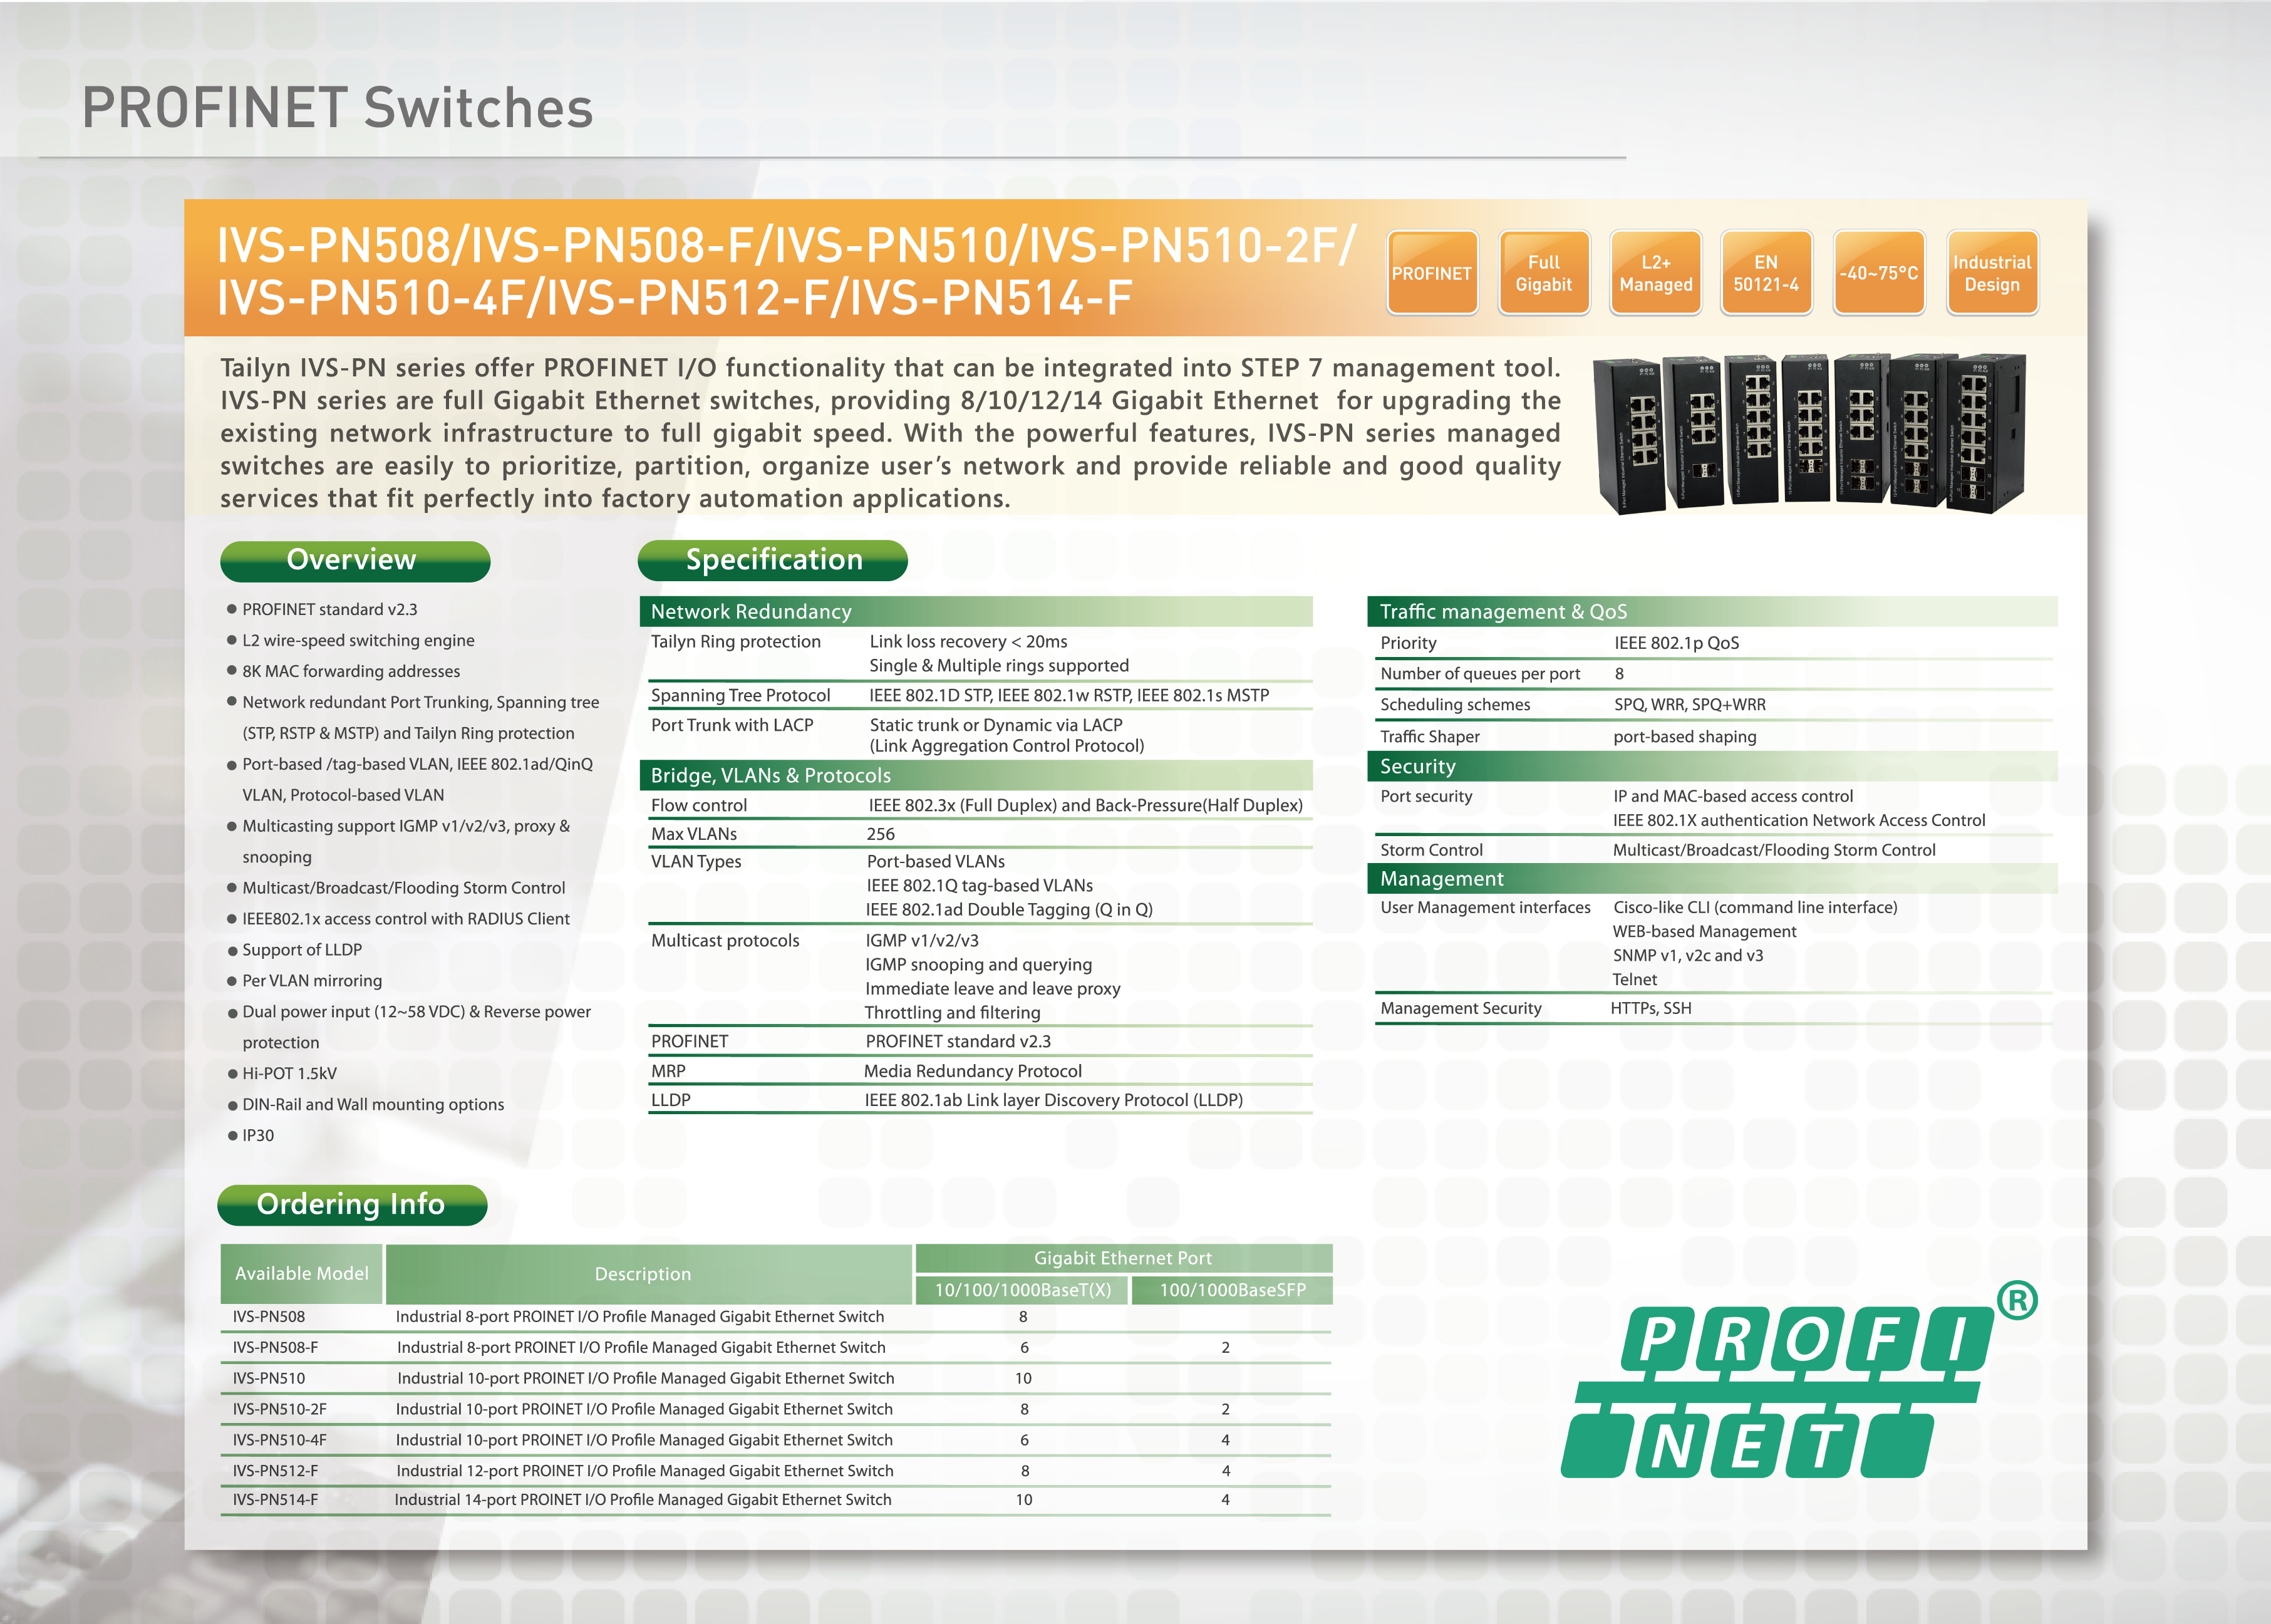 PROFINET Switches
IVS-PN508/IVS-PN508-F/IVS-PN510/IVS-PN510-2F/
IVS-PN510-4F/IVS-PN512-F/IVS-PN514-F
PROFINET
Full
Gigabit
L2+
Managed
EN
50121-4
-40~75°C
Industrial
Design
Tailyn IVS-PN series offer PROFINET I/O functionality that can be integrated into STEP 7 management tool.
IVS-PN series are full Gigabit Ethernet switches, providing 8/10/12/14 Gigabit Ethernet for upgrading the
existing network infrastructure to full gigabit speed. With the powerful features, IVS-PN series managed
switches are easily to prioritize, partition, organize user's network and provide reliable and good quality
services that fit perfectly into factory automation applications.
Overview
● PROFINET standard v2.3
● L2 wire-speed switching engine
● 8K MAC forwarding addresses
● Network redundant Port Trunking, Spanning tree
(STP, RSTP & MSTP) and Tailyn Ring protection
● Port-based /tag-based VLAN, IEEE 802.1ad/QinQ
VLAN, Protocol-based VLAN
● Multicasting support IGMP v1/v2/v3, proxy &
snooping
● Multicast/Broadcast/Flooding Storm Control
● IEEE802.1x access control with RADIUS Client
● Support of LLDP
● Per VLAN mirroring
● Dual power input (12~58 VDC) & Reverse power
protection
● Hi-POT 1.5kV
● DIN-Rail and Wall mounting options
● IP30
Specification
Network Redundancy
Tailyn Ring protection Link loss recovery < 20ms
Single & Multiple rings supported
Spanning Tree Protocol IEEE 802.1D STP, IEEE 802.1w RSTP, IEEE 802.1s MSTP
Port Trunk with LACP Static trunk or Dynamic via LACP
(Link Aggregation Control Protocol)
Bridge, VLANs & Protocols
Flow control IEEE 802.3x (Full Duplex) and Back-Pressure(Half Duplex)
Max VLANs 256
VLAN Types Port-based VLANs
IEEE 802.1Q tag-based VLANs
IEEE 802.1ad Double Tagging (Q in Q)
Multicast protocols IGMP v1/v2/v3
IGMP snooping and querying
Immediate leave and leave proxy
Throttling and filtering
PROFINET PROFINET standard v2.3
MRP Media Redundancy Protocol
LLDP IEEE 802.1ab Link layer Discovery Protocol (LLDP)
Traffic management & QoS
Priority IEEE 802.1p QoS
Number of queues per port 8
Scheduling schemes SPQ, WRR, SPQ+WRR
Traffic Shaper port-based shaping
Security
Port security IP and MAC-based access control
IEEE 802.1X authentication Network Access Control
Storm Control Multicast/Broadcast/Flooding Storm Control
Management
User Management interfaces Cisco-like CLI (command line interface)
WEB-based Management
SNMP v1, v2c and v3
Telnet
Management Security HTTPs, SSH
Ordering Info
Available Model Description Gigabit Ethernet Port
10/100/1000BaseT(X) 100/1000BaseSFP
IVS-PN508 Industrial 8-port PROINET I/O Profile Managed Gigabit Ethernet Switch 8
IVS-PN508-F Industrial 8-port PROINET I/O Profile Managed Gigabit Ethernet Switch 6 2
IVS-PN510 Industrial 10-port PROINET I/O Profile Managed Gigabit Ethernet Switch 10
IVS-PN510-2F Industrial 10-port PROINET I/O Profile Managed Gigabit Ethernet Switch 8 2
IVS-PN510-4F Industrial 10-port PROINET I/O Profile Managed Gigabit Ethernet Switch 6 4
IVS-PN512-F Industrial 12-port PROINET I/O Profile Managed Gigabit Ethernet Switch 8 4
IVS-PN514-F Industrial 14-port PROINET I/O Profile Managed Gigabit Ethernet Switch 10 4
PROFI®
NET